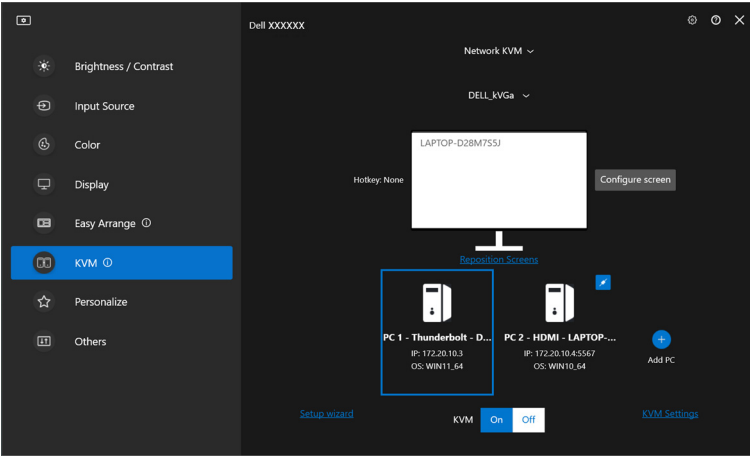 Dell XXXXXX
Network KVM
Brightness / Contrast
DELL_kVGa
Input Source
Color
LAPTOP-D28M7S5J
Hotkey: None
Configure screen
Display
Easy Arrange
Reposition Screens
KVM
Personalize
PC 1 - Thunderbolt - D...
IP: 172.20.10.3
OS: WIN11_64
PC 2 - HDMI - LAPTOP-...
IP: 172.20.10.4:5567
OS: WIN10_64
Add PC
Others
Setup wizard
KVM
On
Off
KVM Settings